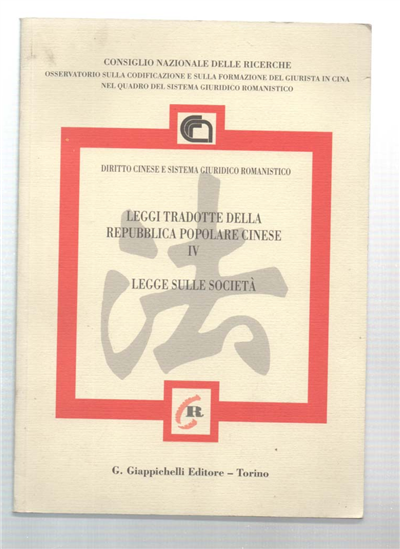 CONSIGLIO NAZIONALE DELLE RICERCHE
OSSERVATORIO SULLA CODIFICAZIONE E SULLA FORMAZIONE DEL GIURISTA IN CINA
NEL QUADRO DEL SISTEMA GIURIDICO ROMANISTICO
DIRITTO CINESE E SISTEMA GIURIDICO ROMANISTICO
LEGGI TRADOTTE DELLA
REPUBBLICA POPOLARE CINESE
IV
LEGGE SULLE SOCIETÀ
法
R
G. Giappichelli Editore – Torino